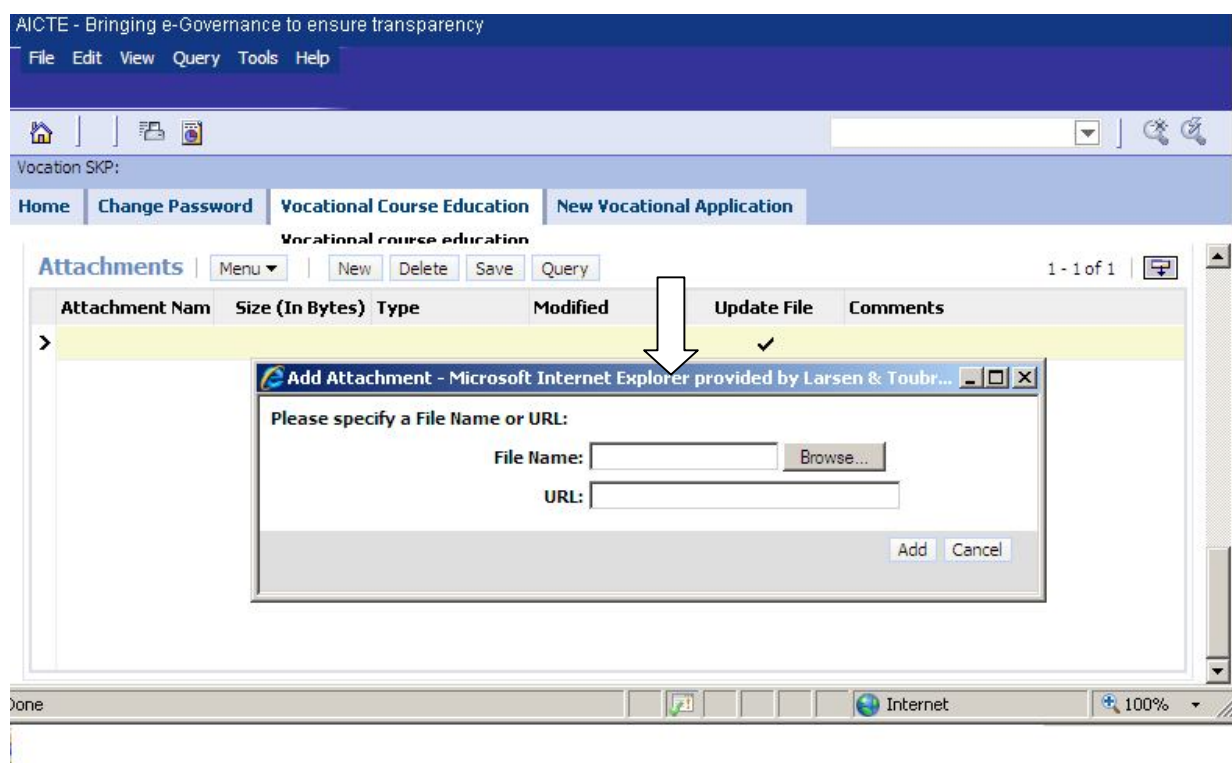 AICTE - Bringing e-Governance to ensure transparency
File Edit View Query Tools Help
Vocation SKP:
Home Change Password Vocational Course Education New Vocational Application
Vocational course education
Attachments Menu New Delete Save Query 1 - 1 of 1
Attachment Nam Size (In Bytes) Type Modified Update File Comments
Add Attachment - Microsoft Internet Explorer provided by Larsen & Toubr...
Please specify a File Name or URL:
File Name: Browse...
URL:
Add Cancel
Done Internet 100%